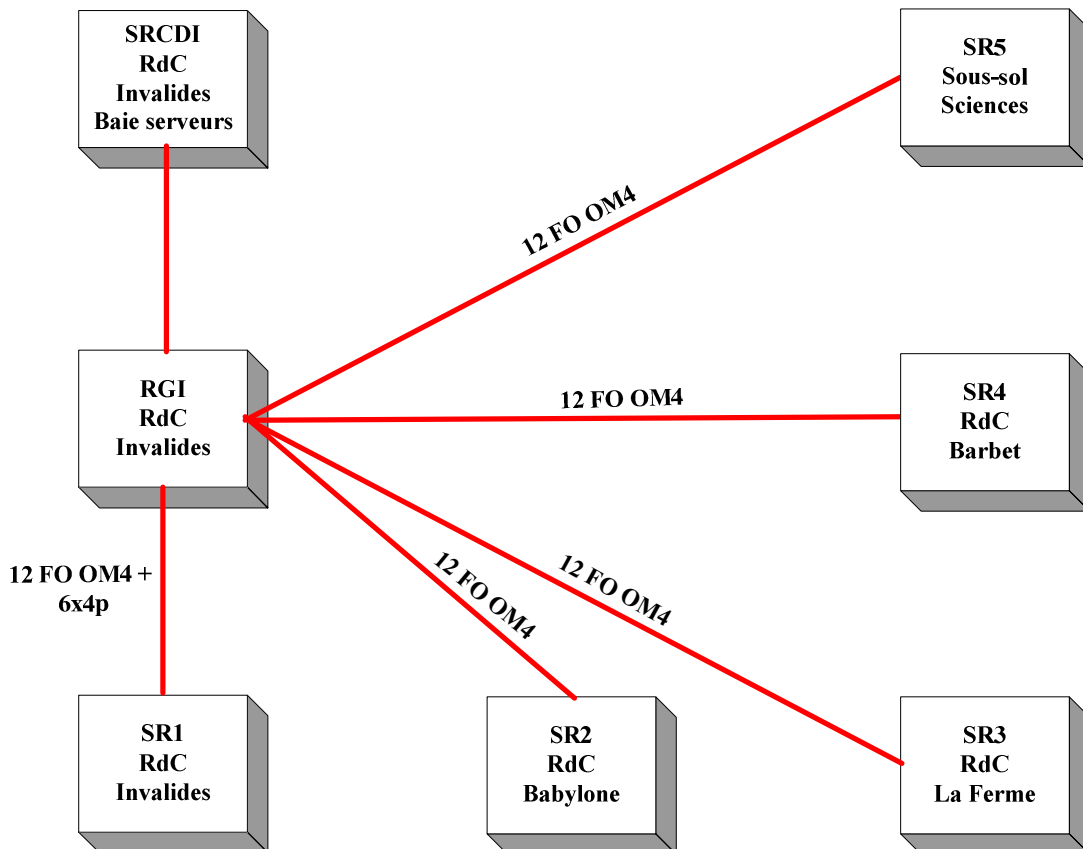 SRCDI
RdC
Invalides
Baie serveurs
SR5
Sous-sol
Sciences
12 FO OM4
RGI
RdC
Invalides
12 FO OM4
SR4
RdC
Barbet
12 FO OM4 +
6x4p
12 FO OM4
12 FO OM4
SR1
RdC
Invalides
SR2
RdC
Babylone
SR3
RdC
La Ferme